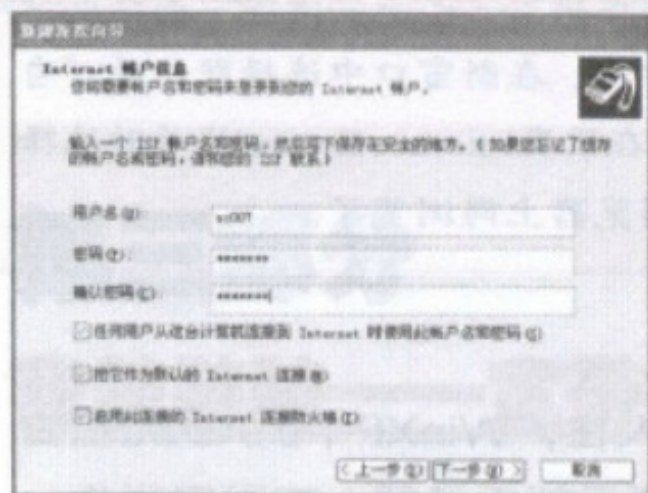 新建连接向导
Internet 帐户信息
您将需要帐户名和密码来登录到您的 Internet 帐户。
输入一个 ISP 帐户名和密码，然后写下保存在安全的地方。(如果您忘记了现存
的帐户名或密码，请和您的 ISP 联系)
用户名(U):
密码(P):
*******
确认密码(C):
*******
任何用户从这台计算机连接到 Internet 时使用此帐户名和密码(S)
把它作为默认的 Internet 连接(M)
启用此连接的 Internet 连接防火墙(T)
< 上一步(B) 下一步(N) > 取消